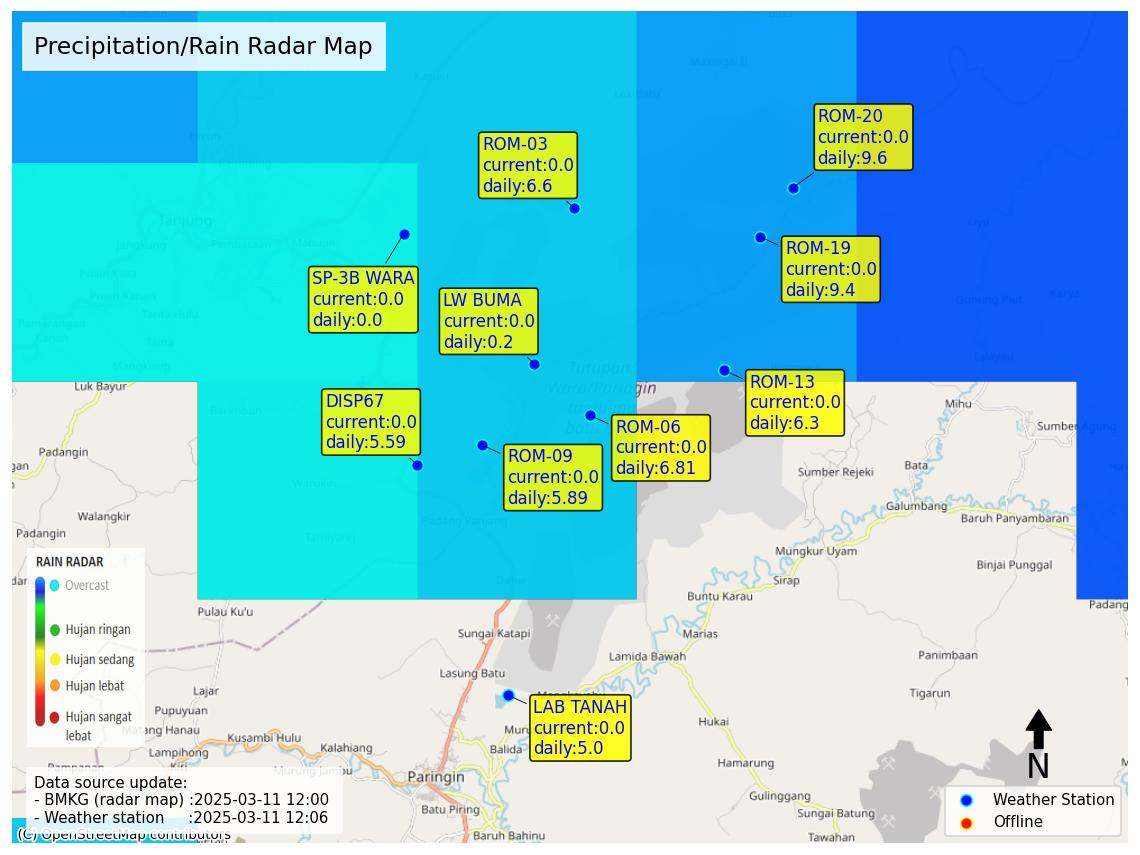 Precipitation/Rain Radar Map
ROM-20
current:0.0
daily:9.6
ROM-03
current:0.0
daily:6.6
Tanjung
ROM-19
current:0.0
daily:9.4
SP-3B WARA
current:0.0
daily:0.0
LW BUMA
current:0.0
daily:0.2
Luk Bayur
ROM-13
current:0.0
daily:6.3
DISP67
current:0.0
daily:5.59
ROM-06
current:0.0
daily:6.81
ROM-09
current:0.0
daily:5.89
Mihu
Sumber Agung
Padangin
Bata
Sumber Rejeki
Walangkir
Galumbang
Baruh Panyambaran
Padangin
Mungkur Uyam
Binjai Punggal
Sirap
Buntu Karau
Pulau Ku'u
Padang
Sungai Katapi
Marias
Lamida Bawah
Panimbaan
Lasung Batu
Lajar
Tigarun
Pupuyuan
LAB TANAH
current:0.0
daily:5.0
Hukai
Matang Hanau
Kusambi Hulu
Kalahiang
Balida
Lampihong
Hamarung
Murung Jambu
Paringin
Gulinggang
Batu Piring
Sungai Batung
Baruh Bahinu
Tawahan
RAIN RADAR
Overcast
Hujan ringan
Hujan sedang
Hujan lebat
Hujan sangat
lebat
Data source update:
- BMKG (radar map) :2025-03-11 12:00
- Weather station :2025-03-11 12:06
(C) OpenStreetMap contributors
N
Weather Station
Offline